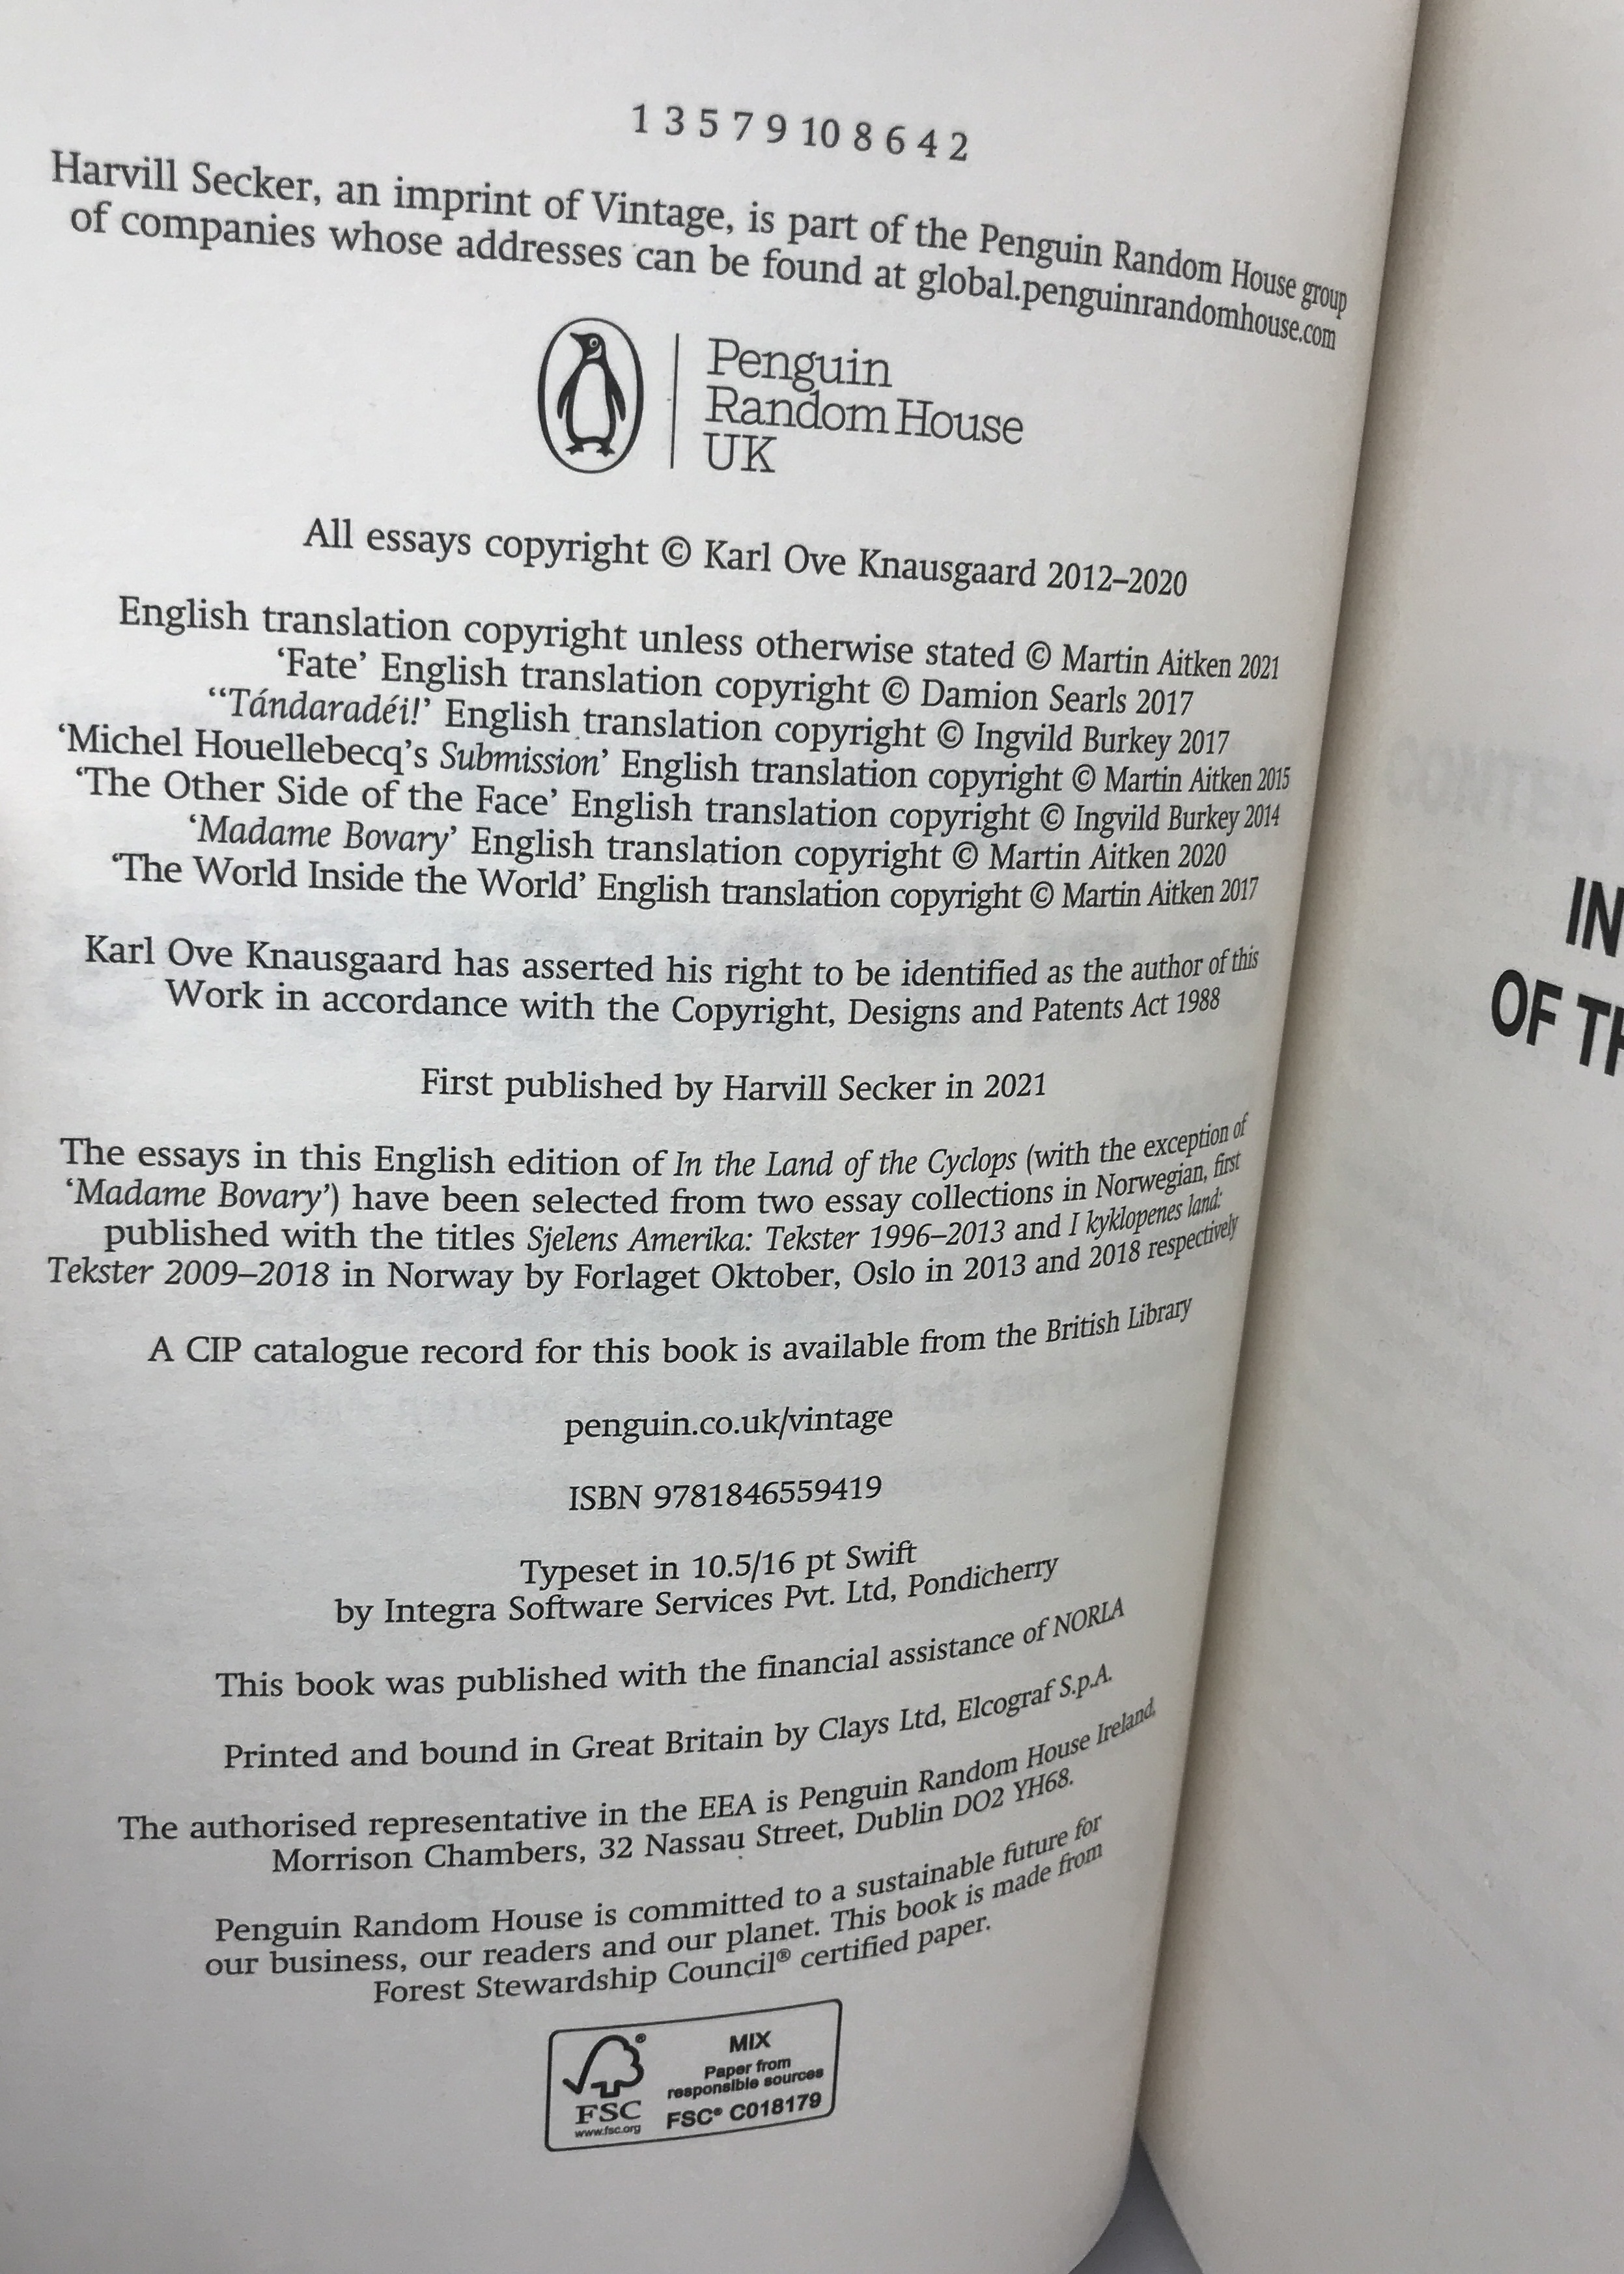 1 3 5 7 9 10 8 6 4 2
Harvill Secker, an imprint of Vintage, is part of the Penguin Random House group
of companies whose addresses can be found at global.penguinrandomhouse.com
Penguin
Random House
UK
All essays copyright © Karl Ove Knausgaard 2012–2020
English translation copyright unless otherwise stated © Martin Aitken 2021
‘Fate’ English translation copyright © Damion Searls 2017
‘‘Tándaradéi!’ English translation copyright © Ingvild Burkey 2017
‘Michel Houellebecq’s Submission’ English translation copyright © Martin Aitken 2015
‘The Other Side of the Face’ English translation copyright © Ingvild Burkey 2014
‘Madame Bovary’ English translation copyright © Martin Aitken 2020
‘The World Inside the World’ English translation copyright © Martin Aitken 2017
Karl Ove Knausgaard has asserted his right to be identified as the author of this
Work in accordance with the Copyright, Designs and Patents Act 1988
First published by Harvill Secker in 2021
The essays in this English edition of In the Land of the Cyclops (with the exception of
‘Madame Bovary’) have been selected from two essay collections in Norwegian, first
published with the titles Sjelens Amerika: Tekster 1996–2013 and I kyklopenes land:
Tekster 2009–2018 in Norway by Forlaget Oktober, Oslo in 2013 and 2018 respectively
A CIP catalogue record for this book is available from the British Library
penguin.co.uk/vintage
ISBN 9781846559419
Typeset in 10.5/16 pt Swift
by Integra Software Services Pvt. Ltd, Pondicherry
This book was published with the financial assistance of NORLA
Printed and bound in Great Britain by Clays Ltd, Elcograf S.p.A.
The authorised representative in the EEA is Penguin Random House Ireland,
Morrison Chambers, 32 Nassau Street, Dublin DO2 YH68.
Penguin Random House is committed to a sustainable future for
our business, our readers and our planet. This book is made from
Forest Stewardship Council® certified paper.
®
FSC
www.fsc.org
MIX
Paper from
responsible sources
FSC® C018179
IN
OF TH